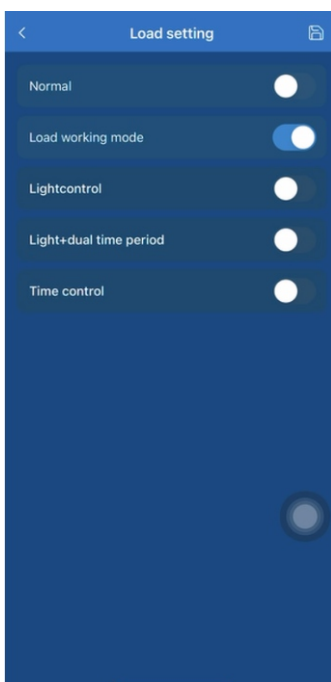 Load setting
Normal
Load working mode
Lightcontrol
Light+dual time period
Time control